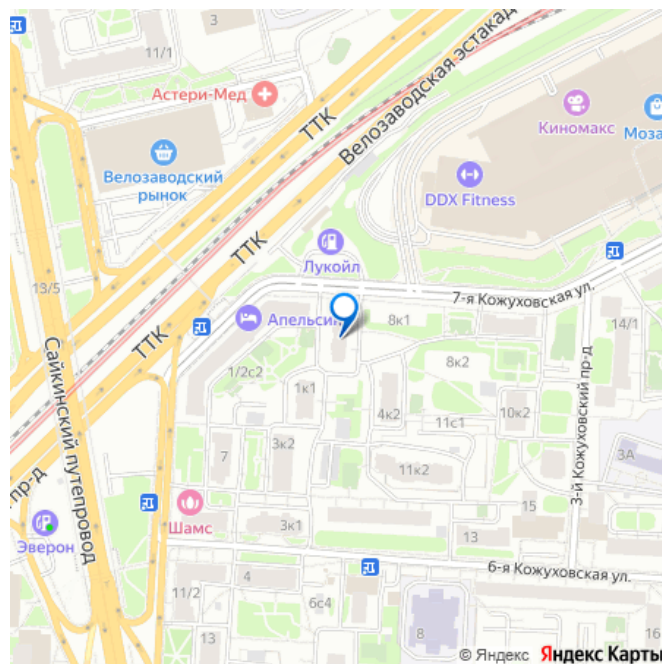 3
11/1
Астери-Мед
ТТК
Велозаводская эстакад
Киномакс
Моза
Велозаводский
рынок
DDX Fitness
ТТК
Лукойл
13/5
7-я Кожуховская ул.
ТТК
Апельсин
8к1
14/1
Сайкинский путепровод
1/2с2
8к2
1к1
4к2
11с1
10к2
3-й Кожуховский пр-д
3к2
7
11к2
3А
пр-д
Шамс
15
Эверон
3к1
13
6-я Кожуховская ул.
4
11/2
6с4
13
8
© Яндекс Яндекс Карты